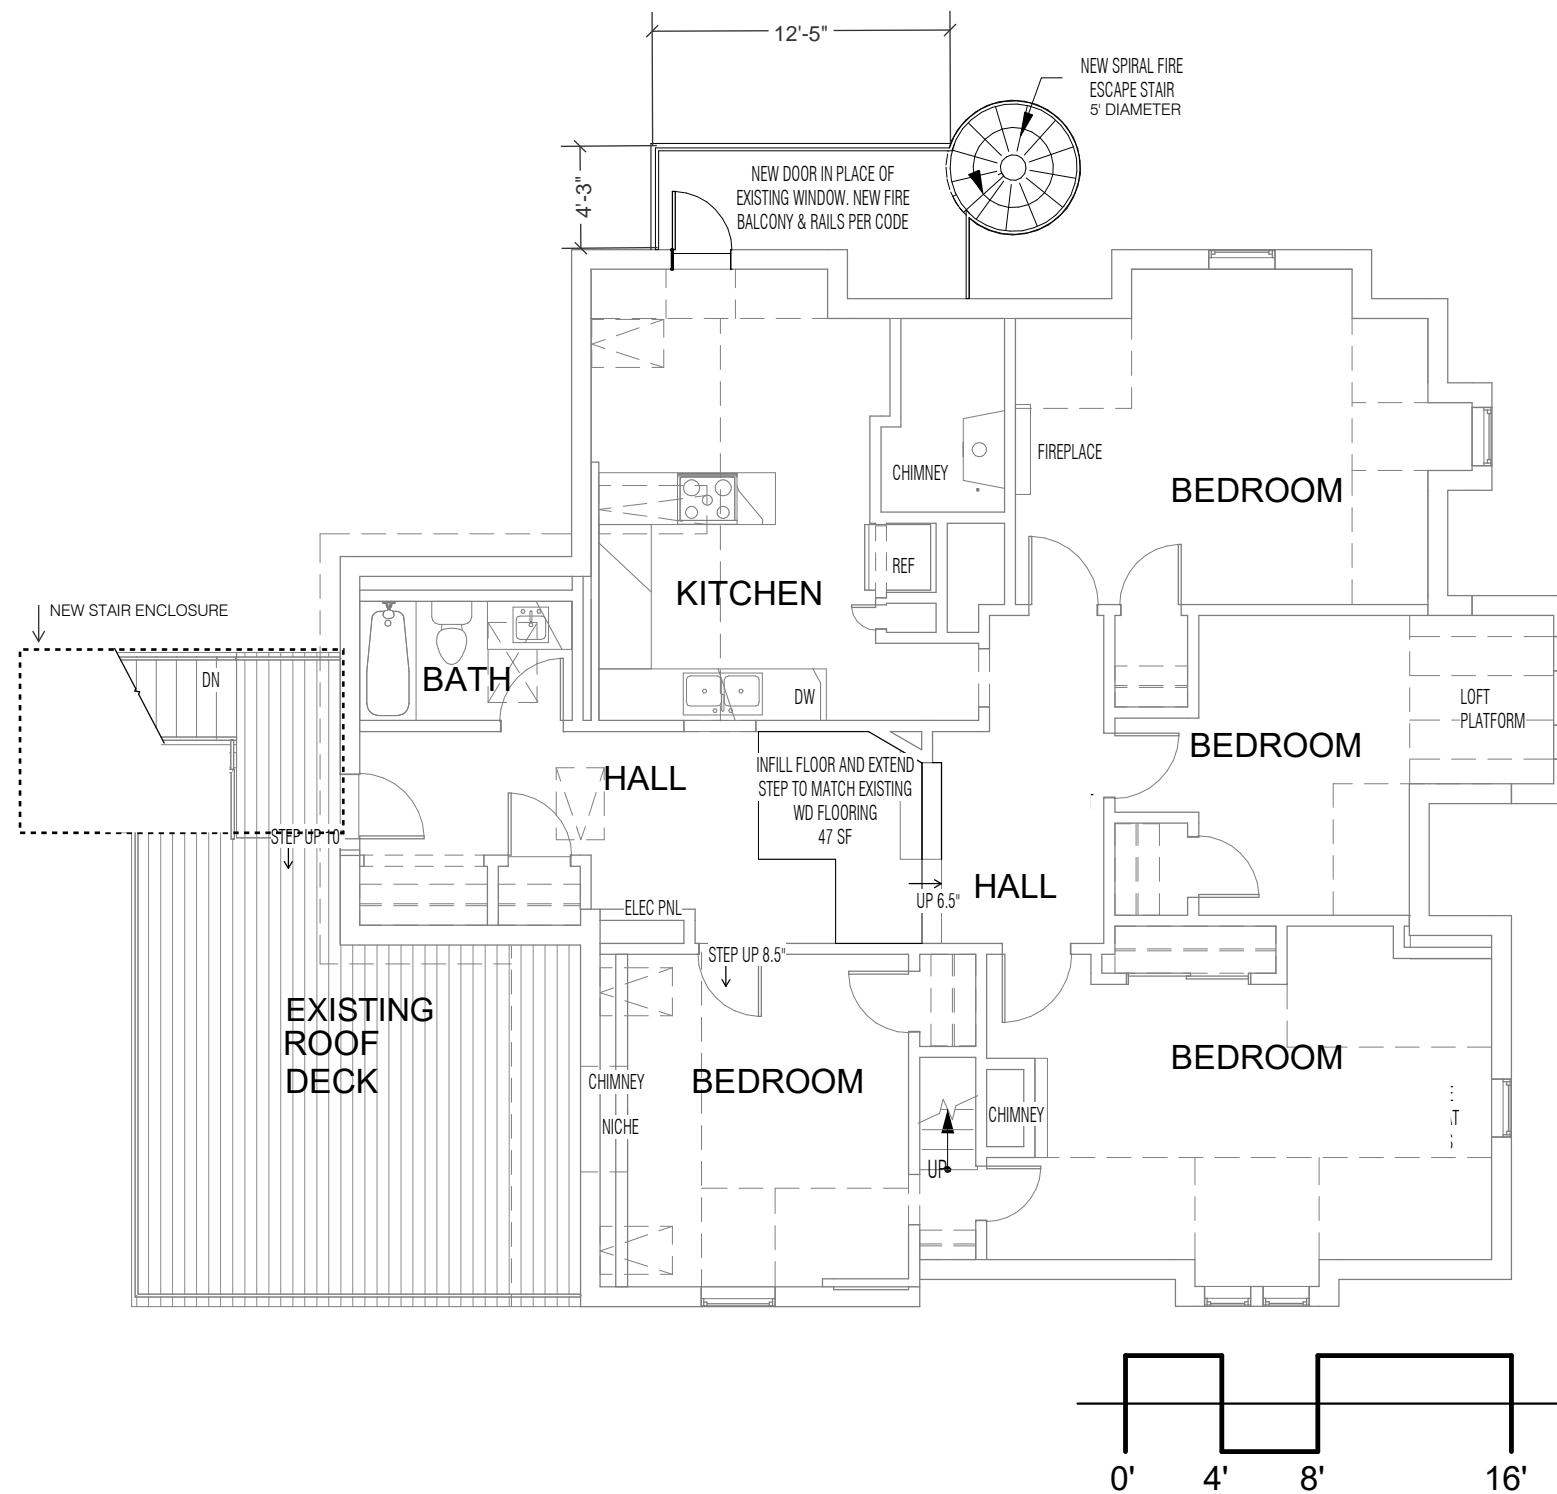 12'-5"
NEW SPIRAL FIRE
ESCAPE STAIR
5' DIAMETER
4'-3"
NEW DOOR IN PLACE OF
EXISTING WINDOW. NEW FIRE
BALCONY & RAILS PER CODE
CHIMNEY
FIREPLACE
BEDROOM
REF
KITCHEN
NEW STAIR ENCLOSURE
DN
BATH
DW
LOFT
PLATFORM
BEDROOM
HALL
INFILL FLOOR AND EXTEND
STEP TO MATCH EXISTING
WD FLOORING
47 SF
STEP UP 10
HALL
UP 6.5"
ELEC PNL
STEP UP 8.5"
EXISTING
ROOF
DECK
CHIMNEY
NICHE
BEDROOM
CHIMNEY
UP
BEDROOM
0' 4' 8' 16'